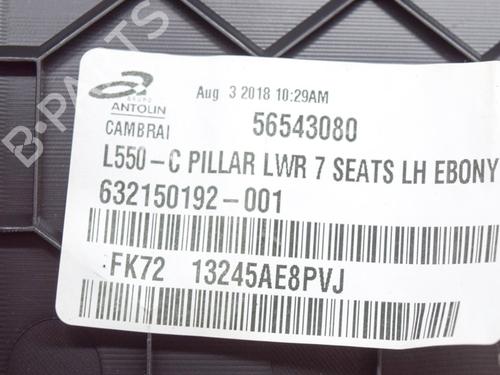 GRUPO
ANTOLIN
CAMBRAI
Aug 3 2018 10:29AM
56543080
L550-C PILLAR LWR 7 SEATS LH EBONY
632150192-001
FK72 13245AE8PVJ
B-PARTS